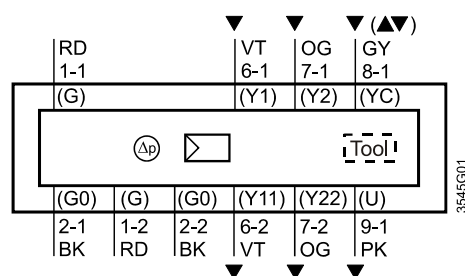 (▲▼)
RD VT OG GY
1-1 6-1 7-1 8-1
(G) (Y1) (Y2) (YC)
Δp Tool
(G0) (G) (G0) (Y11) (Y22) (U)
2-1 1-2 2-2 6-2 7-2 9-1
BK RD BK VT OG PK
3545G01